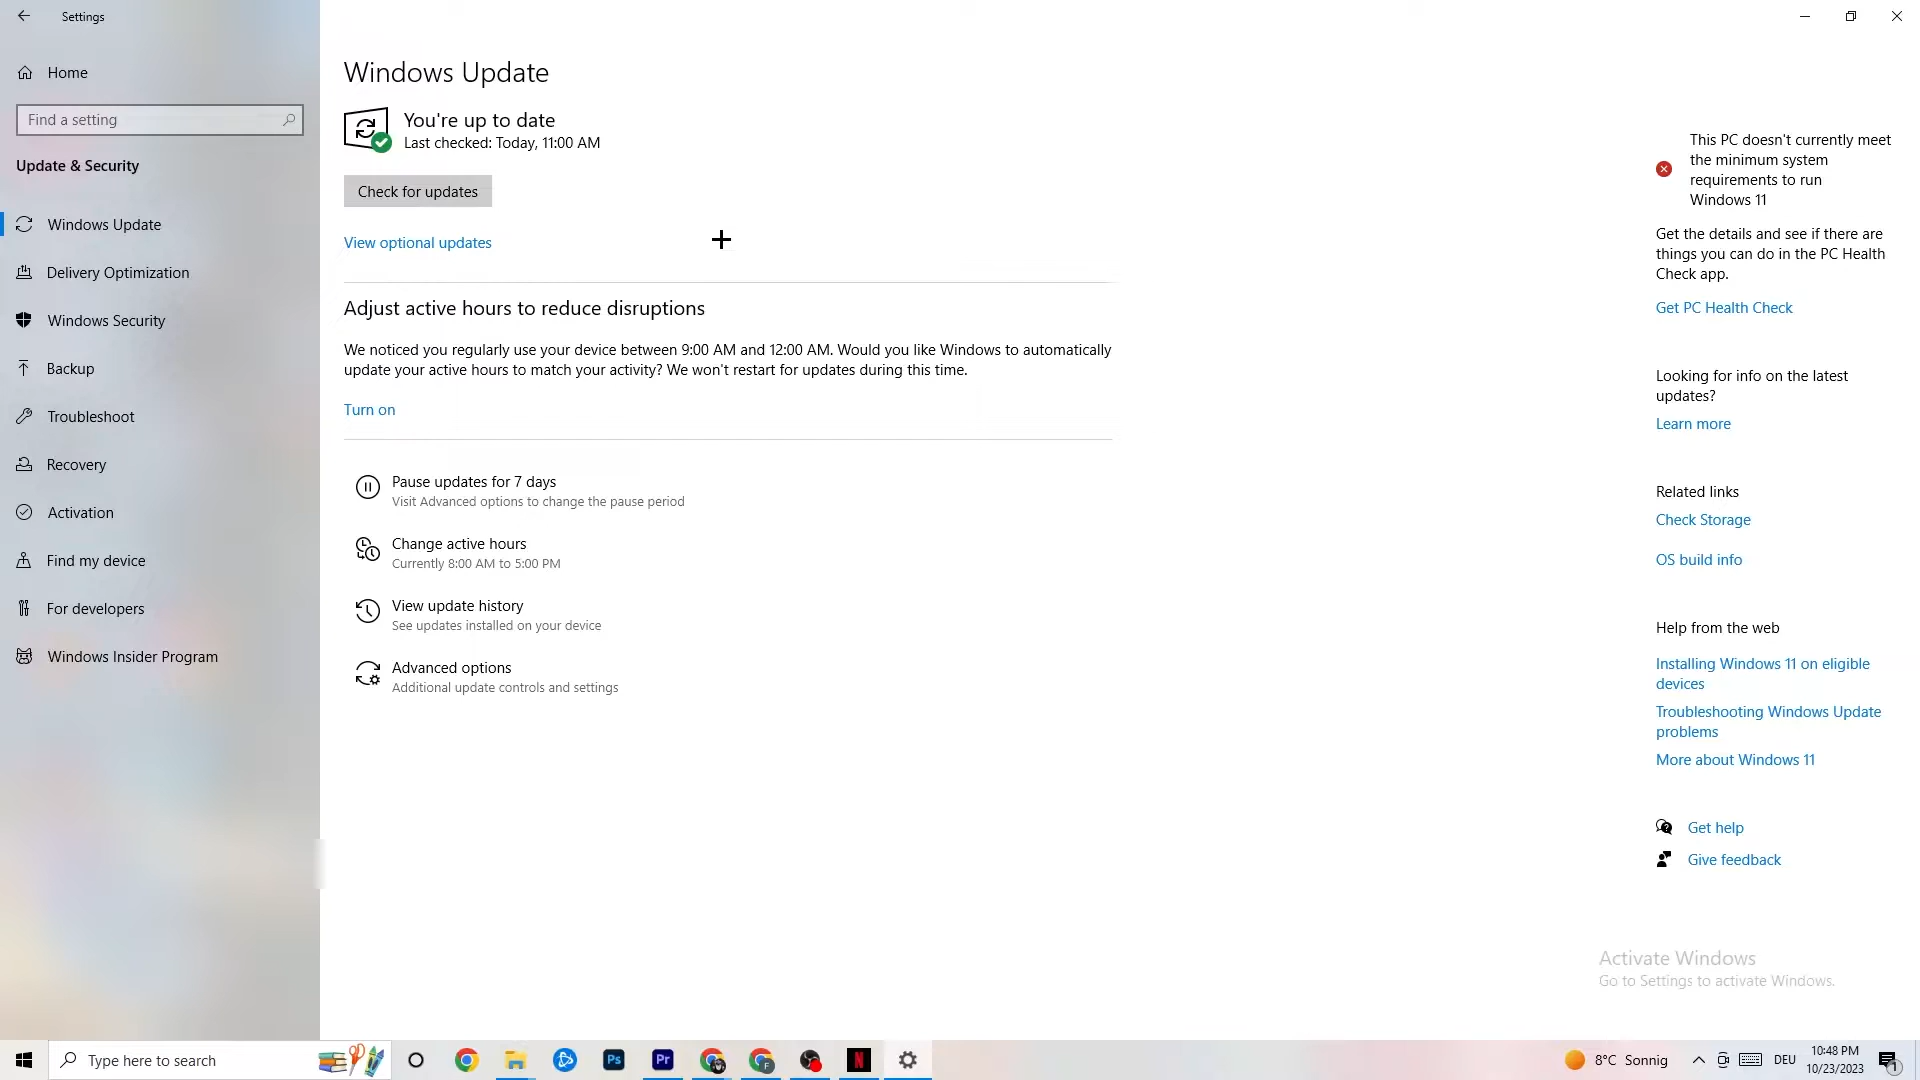 Settings
Home
Find a setting
Update & Security
Windows Update
Delivery Optimization
Windows Security
Backup
Troubleshoot
Recovery
Activation
Find my device
For developers
Windows Insider Program
Windows Update
You're up to date
Last checked: Today, 11:00 AM
Check for updates
View optional updates
Adjust active hours to reduce disruptions
We noticed you regularly use your device between 9:00 AM and 12:00 AM. Would you like Windows to automatically
update your active hours to match your activity? We won't restart for updates during this time.
Turn on
Pause updates for 7 days
Visit Advanced options to change the pause period
Change active hours
Currently 8:00 AM to 5:00 PM
View update history
See updates installed on your device
Advanced options
Additional update controls and settings
This PC doesn't currently meet
the minimum system
requirements to run
Windows 11
Get the details and see if there are
things you can do in the PC Health
Check app.
Get PC Health Check
Looking for info on the latest
updates?
Learn more
Related links
Check Storage
OS build info
Help from the web
Installing Windows 11 on eligible
devices
Troubleshooting Windows Update
problems
More about Windows 11
Get help
Give feedback
Activate Windows
Go to Settings to activate Windows.
Type here to search
Ps
Pr
F
N
8°C Sonnig
DEU
10:48 PM
10/23/2023
1